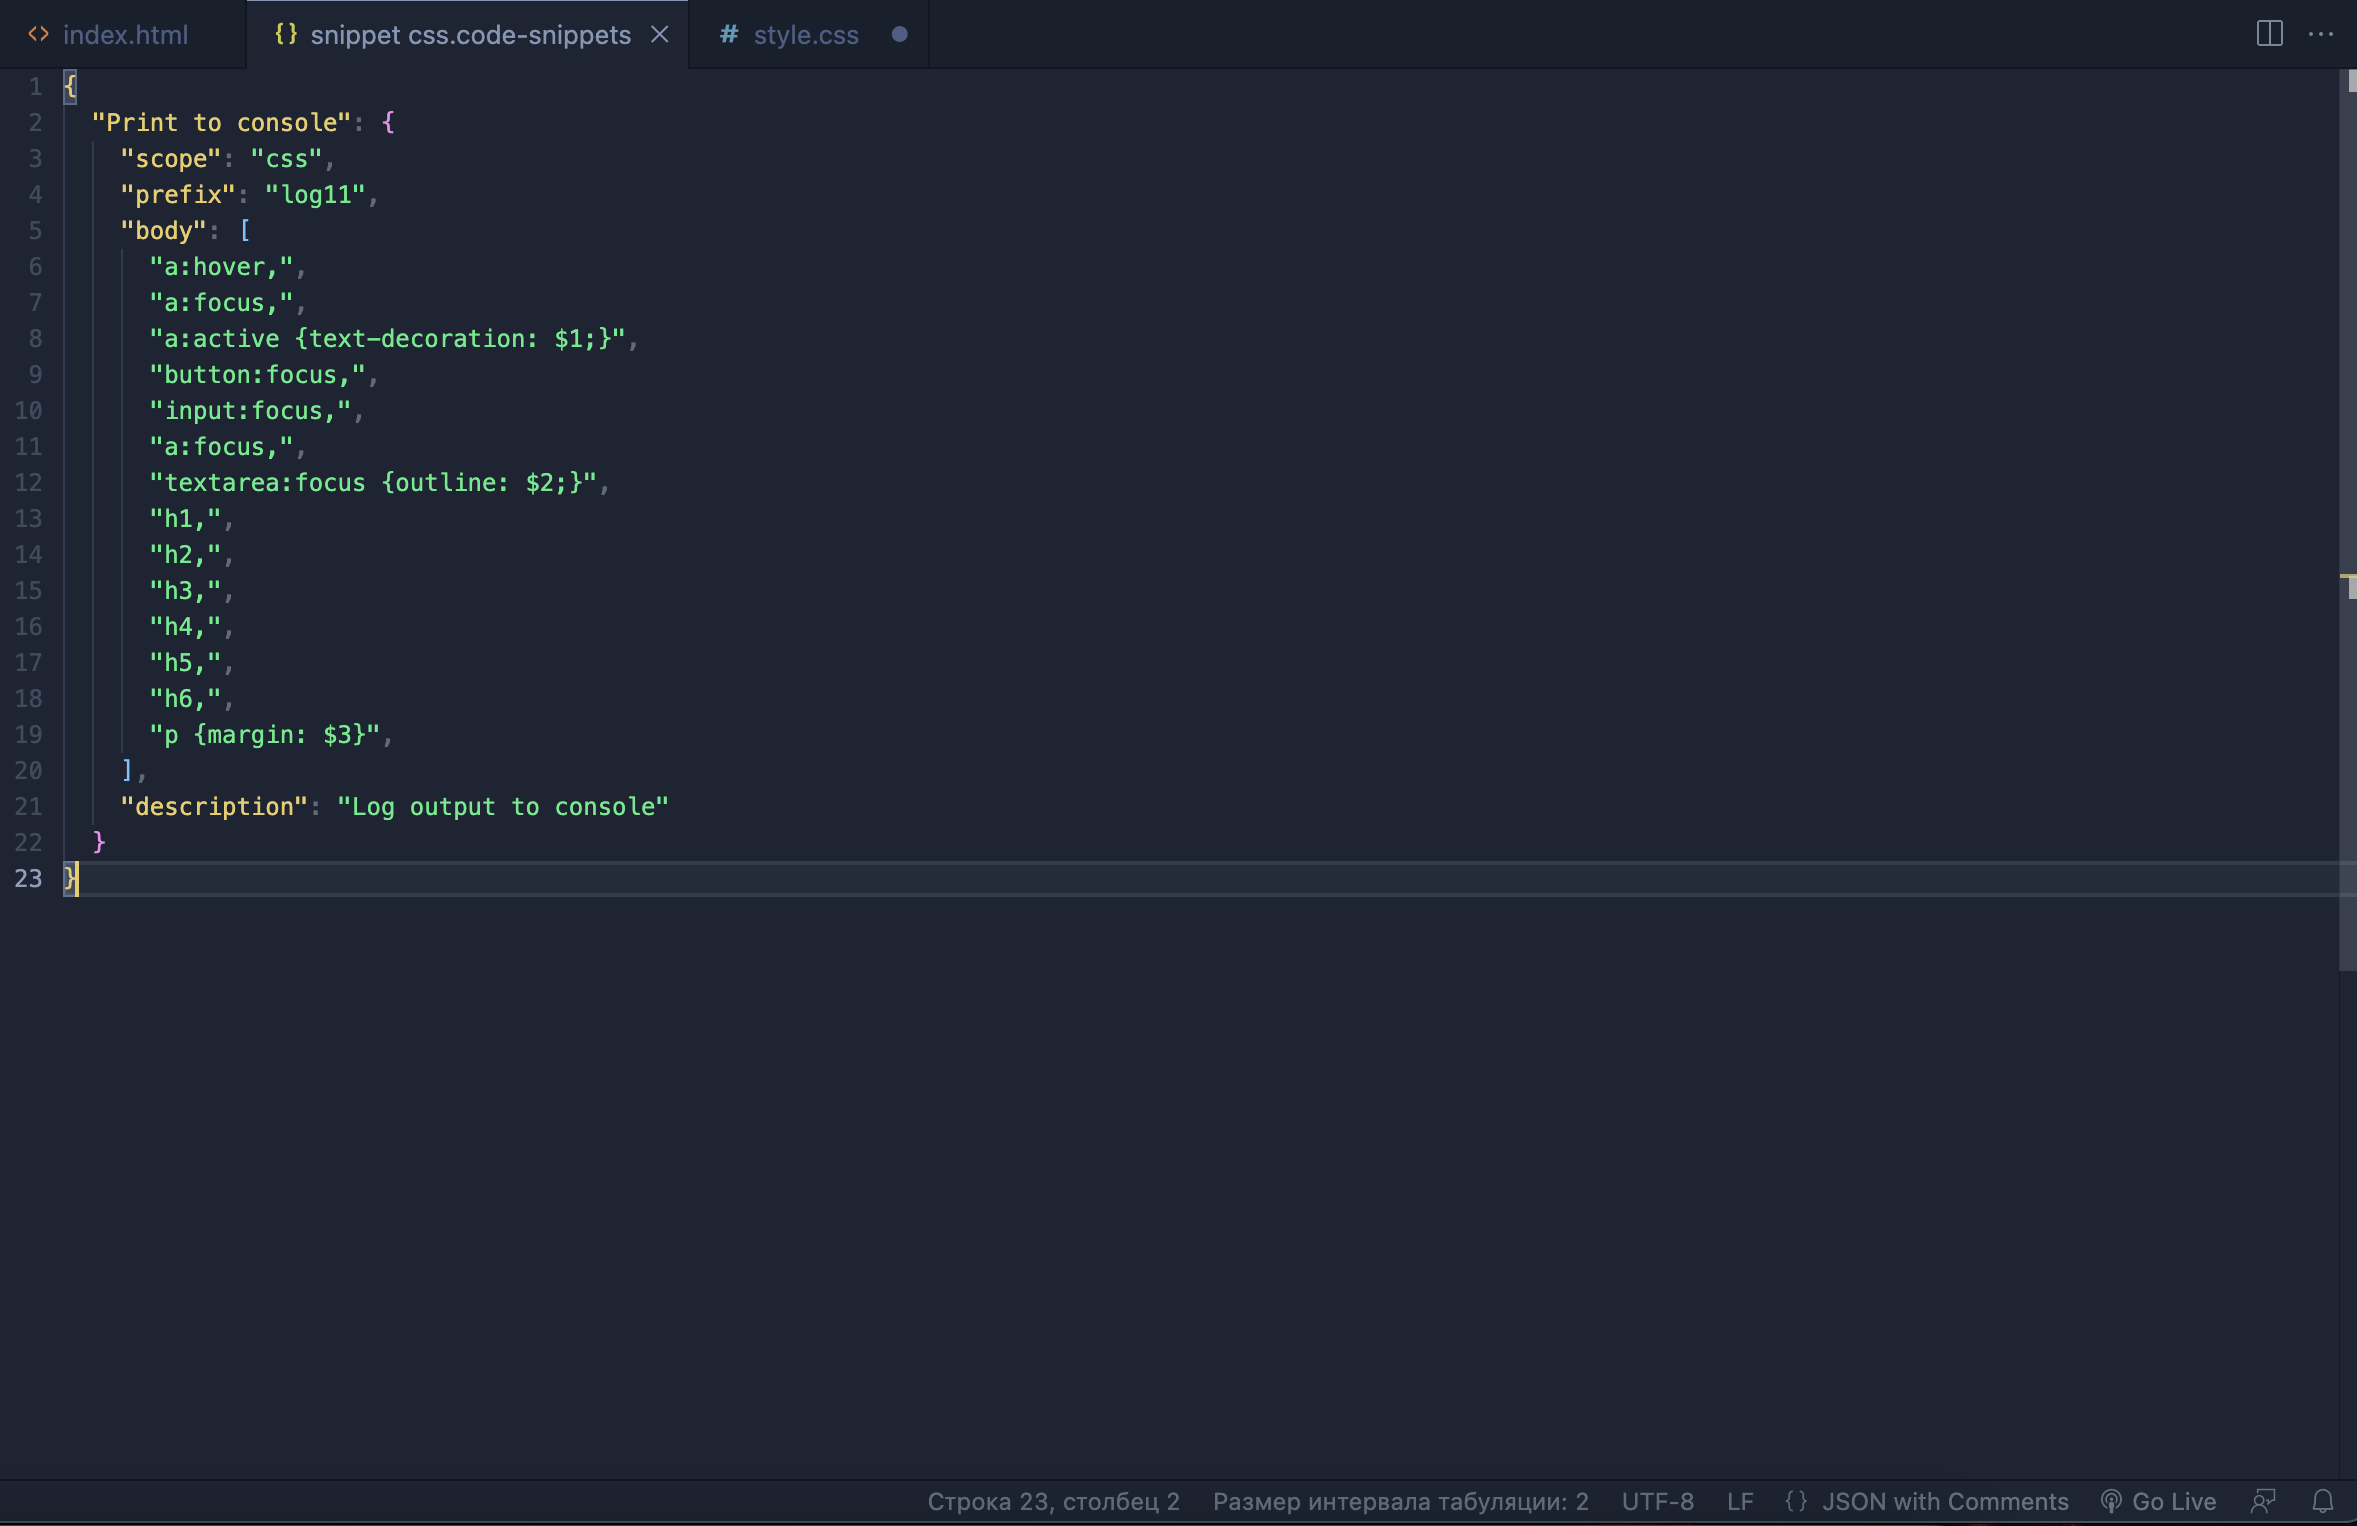 index.html
snippet css.code-snippets
style.css
1 {
2   "Print to console": {
3     "scope": "css",
4     "prefix": "log11",
5     "body": [
6       "a:hover,",
7       "a:focus,",
8       "a:active {text-decoration: $1;}",
9       "button:focus,",
10       "input:focus,",
11       "a:focus,",
12       "textarea:focus {outline: $2;}",
13       "h1,",
14       "h2,",
15       "h3,",
16       "h4,",
17       "h5,",
18       "h6,",
19       "p {margin: $3}",
20     ],
21     "description": "Log output to console"
22   }
23 }
Строка 23, столбец 2 Размер интервала табуляции: 2 UTF-8 LF {} JSON with Comments Go Live